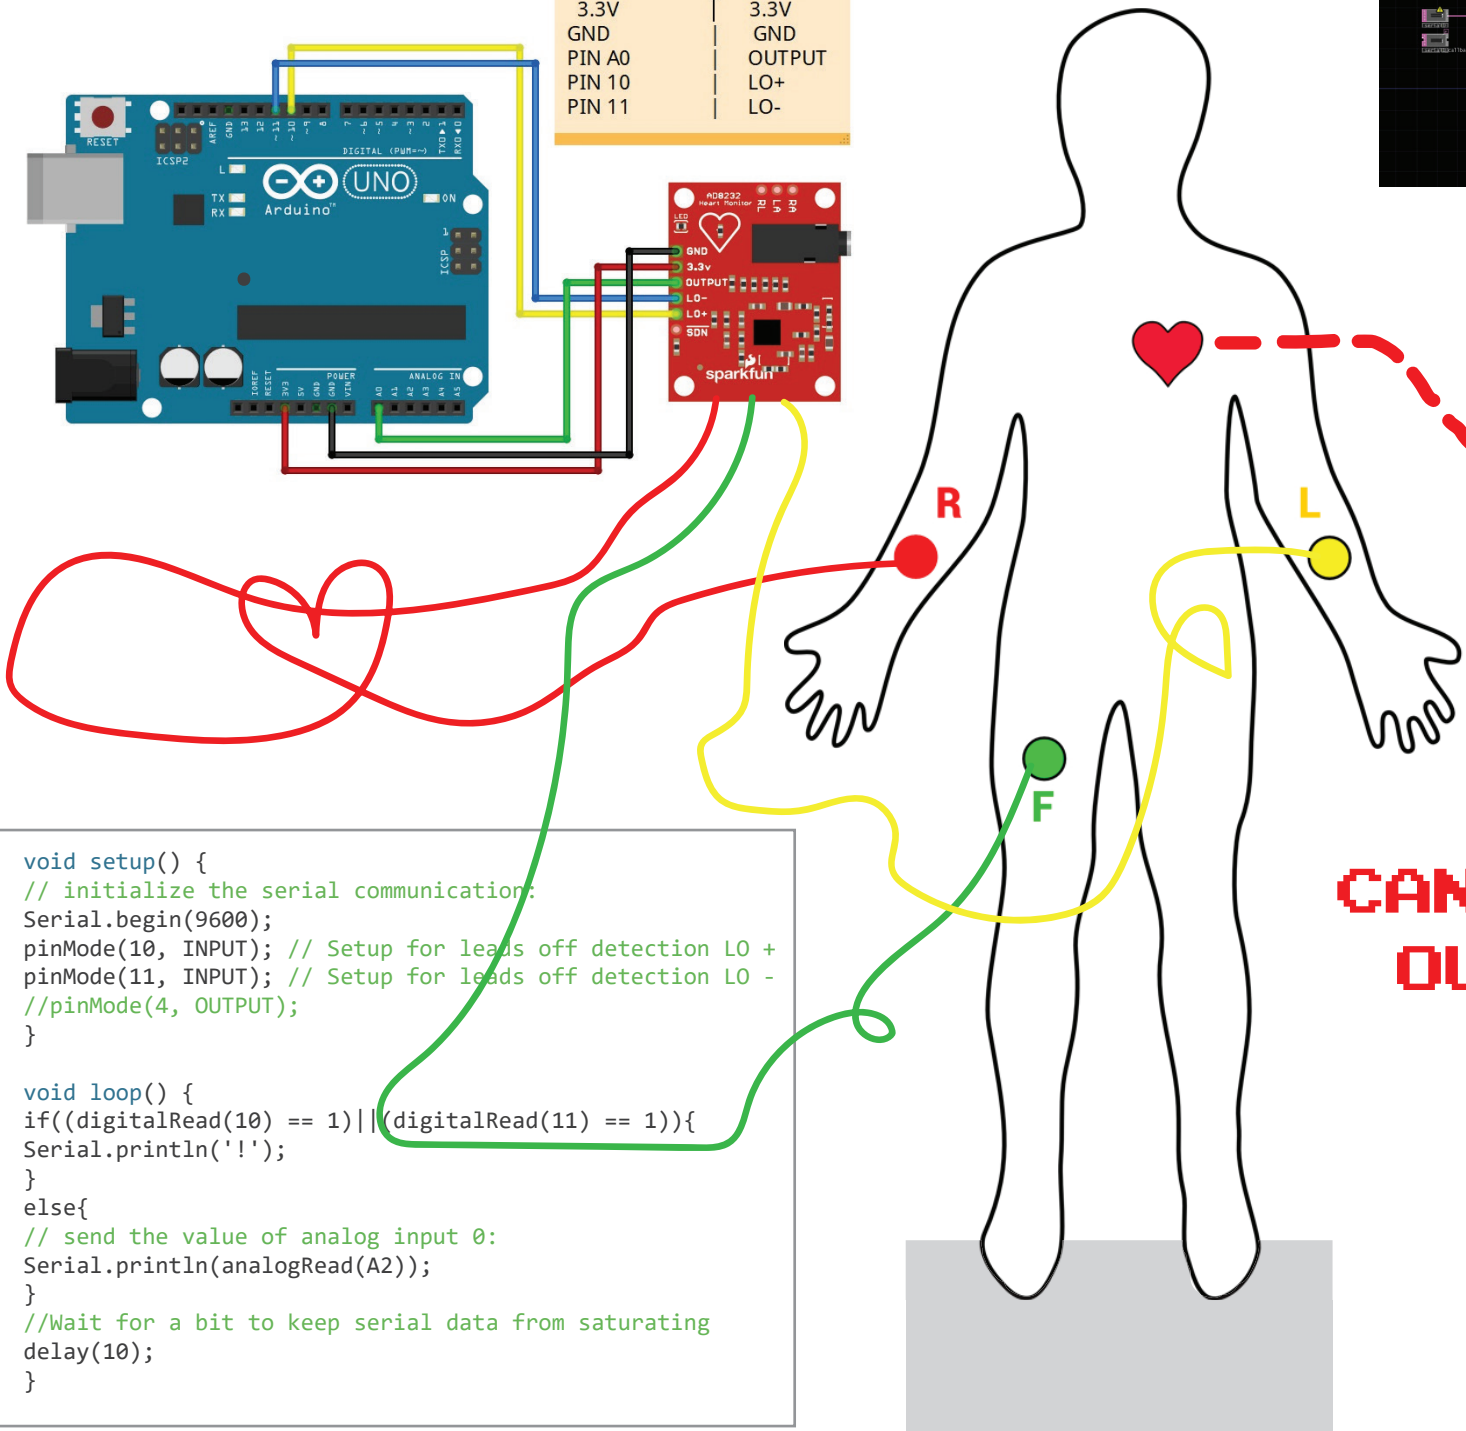 3.3V | 3.3V
GND | GND
PIN A0 | OUTPUT
PIN 10 | LO+
PIN 11 | LO-
RESET
ICSP2
AREF
GND
13
12
~11
~10
~9
8
7
~6
~5
4
~3
2
TX0▶1
RX0◀0
DIGITAL (PWM=~)
L
TX
RX
UNO
Arduino™
ON
1
ICSP
IOREF
RESET
3V3
5V
GND
GND
VIN
POWER
ANALOG IN
A0
A1
A2
A3
A4
A5
AD8232
Heart Monitor
RL
LA
RA
LED
GND
3.3v
OUTPUT
LO-
LO+
SDN
sparkfun
R
L
F
CAN
void setup() {
// initialize the serial communication:
Serial.begin(9600);
pinMode(10, INPUT); // Setup for leads off detection LO +
pinMode(11, INPUT); // Setup for leads off detection LO -
//pinMode(4, OUTPUT);
}
void loop() {
if((digitalRead(10) == 1)||(digitalRead(11) == 1)){
Serial.println('!');
}
else{
// send the value of analog input 0:
Serial.println(analogRead(A2));
}
//Wait for a bit to keep serial data from saturating
delay(10);
}